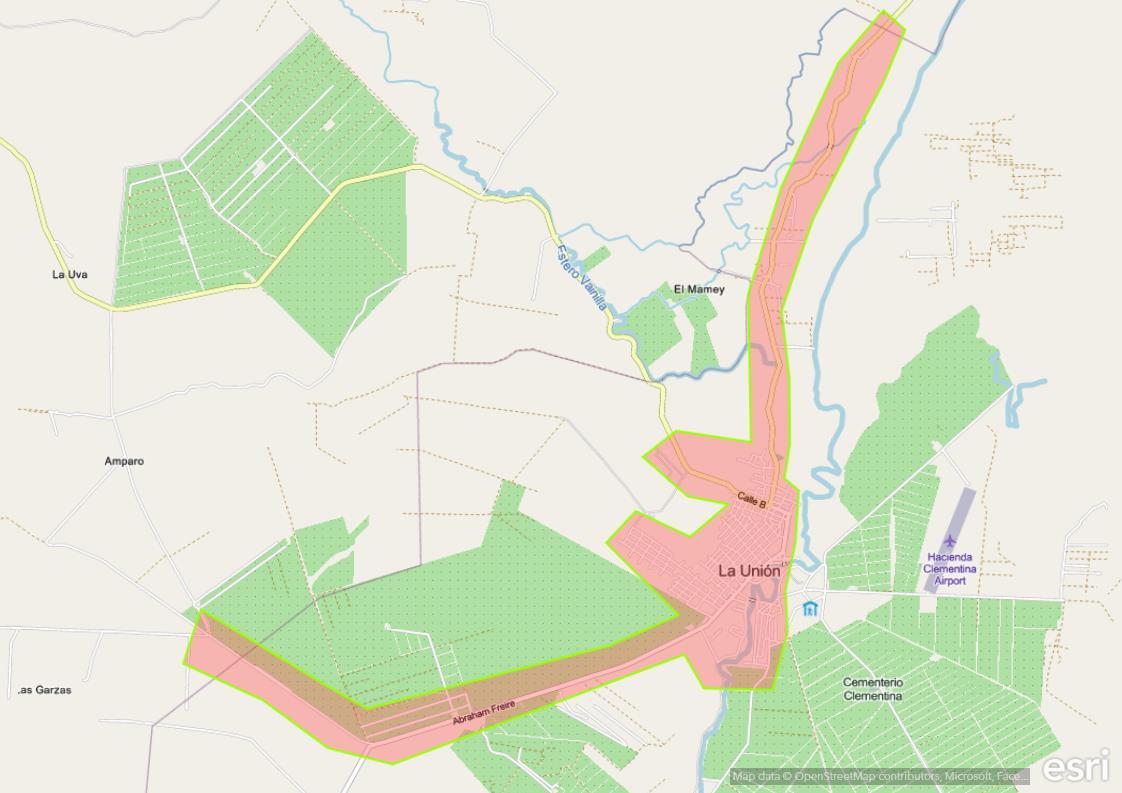 La Uva
Estero Vainilla
El Mamey
Amparo
Calle B
Hacienda
Clementina
Airport
La Unión
Cementerio
Clementina
as Garzas
Abraham Freire
Map data © OpenStreetMap contributors, Microsoft, Face...
esri